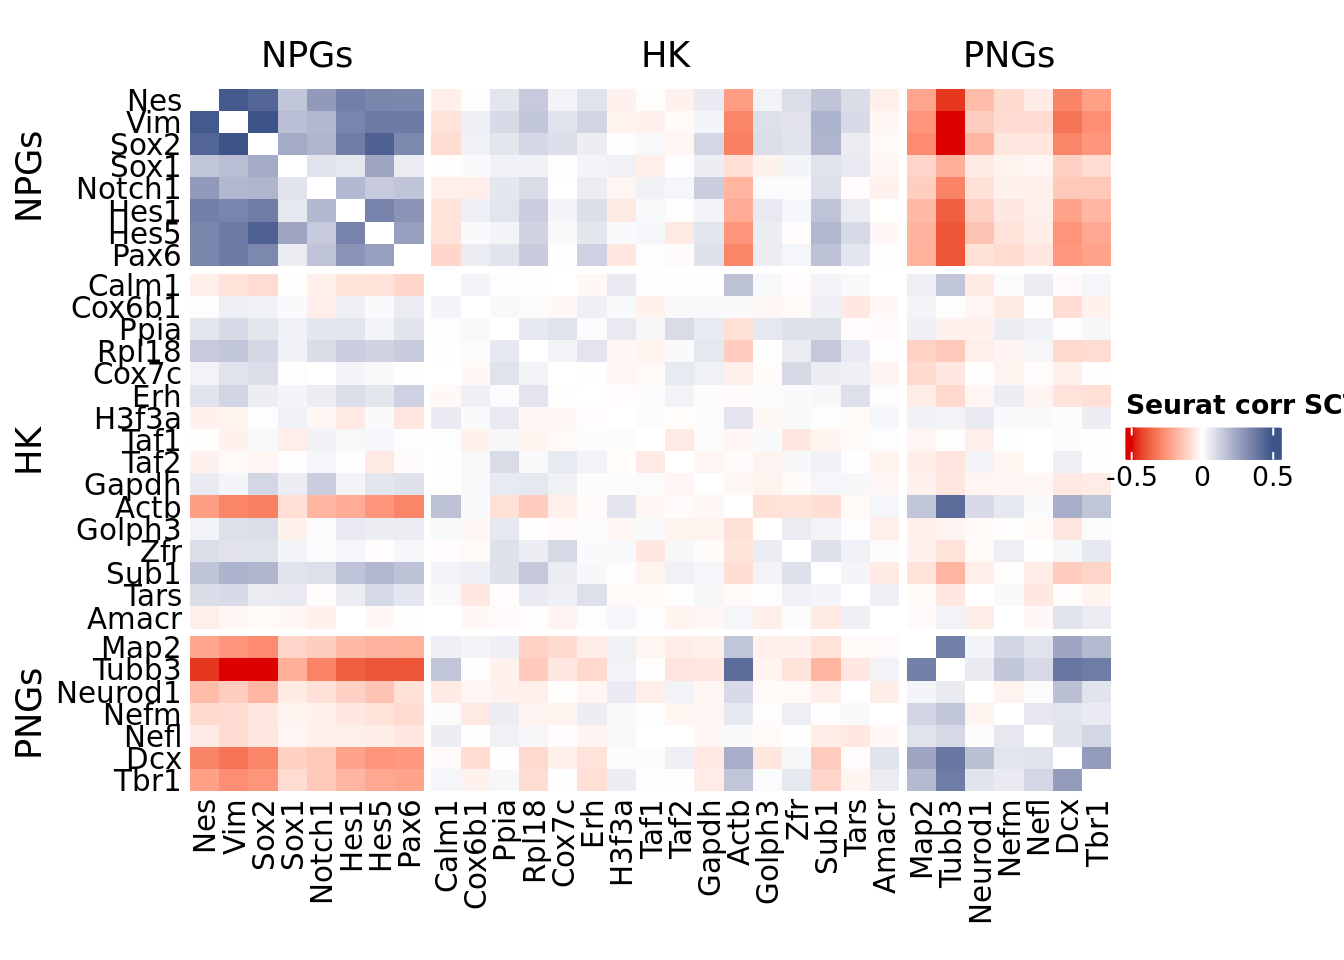 NPGs HK PNGs
NPGs
HK
PNGs
Nes
Vim
Sox2
Sox1
Notch1
Hes1
Hes5
Pax6
Calm1
Cox6b1
Ppia
Rpl18
Cox7c
Erh
H3f3a
Taf1
Taf2
Gapdh
Actb
Golph3
Zfr
Sub1
Tars
Amacr
Map2
Tubb3
Neurod1
Nefm
Nefl
Dcx
Tbr1
Nes
Vim
Sox2
Sox1
Notch1
Hes1
Hes5
Pax6
Calm1
Cox6b1
Ppia
Rpl18
Cox7c
Erh
H3f3a
Taf1
Taf2
Gapdh
Actb
Golph3
Zfr
Sub1
Tars
Amacr
Map2
Tubb3
Neurod1
Nefm
Nefl
Dcx
Tbr1
Seurat corr SC
-0.5 0 0.5